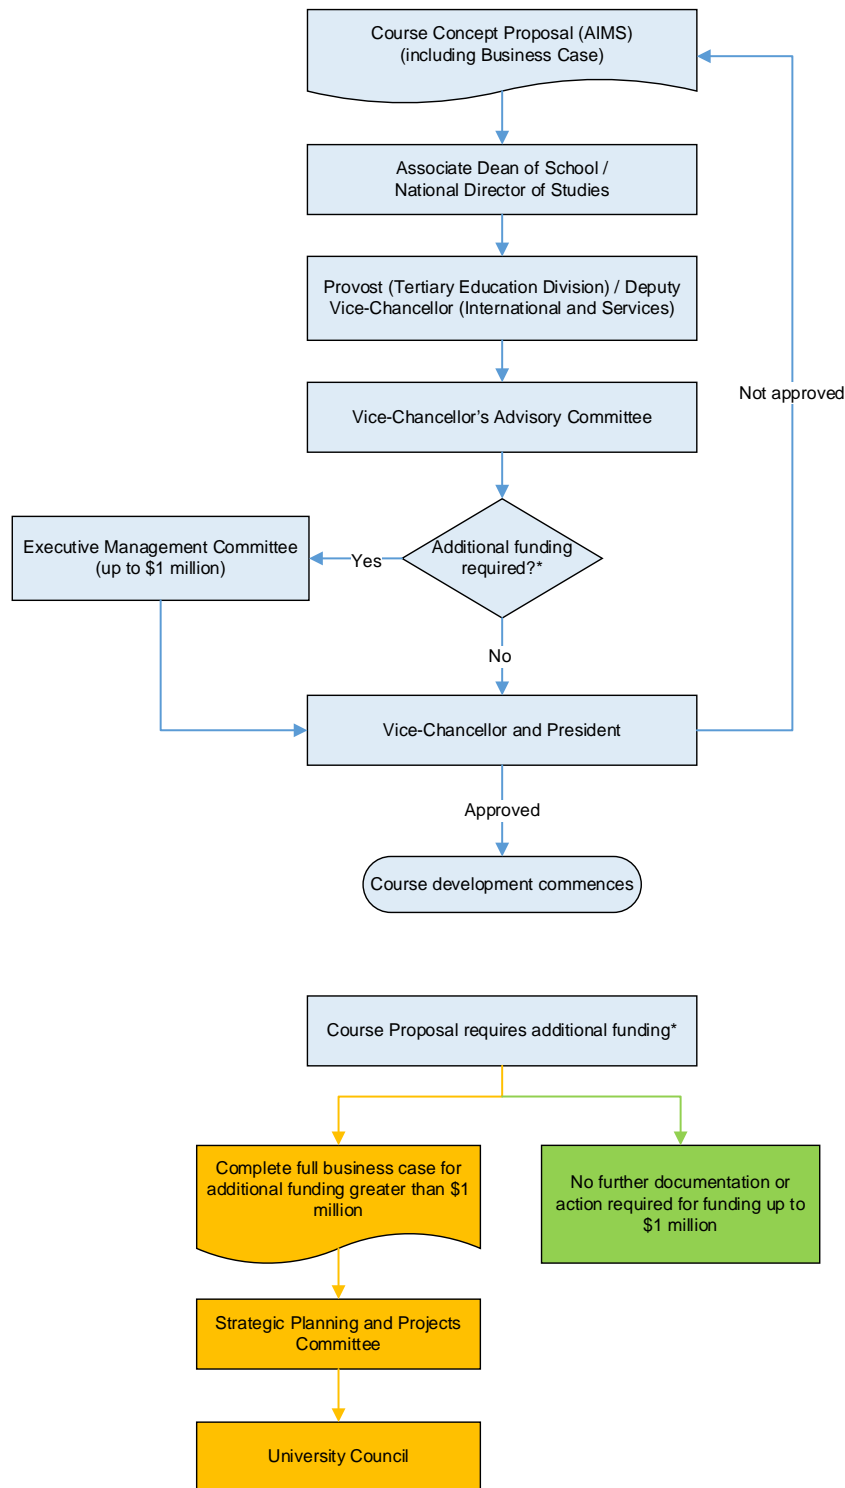 Course Concept Proposal (AIMS)
(including Business Case)
Associate Dean of School /
National Director of Studies
Provost (Tertiary Education Division) / Deputy
Vice-Chancellor (International and Services)
Not approved
Vice-Chancellor’s Advisory Committee
Executive Management Committee
(up to $1 million)
Yes
Additional funding
required?*
No
Vice-Chancellor and President
Approved
Course development commences
Course Proposal requires additional funding*
Complete full business case for
additional funding greater than $1
million
No further documentation or
action required for funding up to
$1 million
Strategic Planning and Projects
Committee
University Council